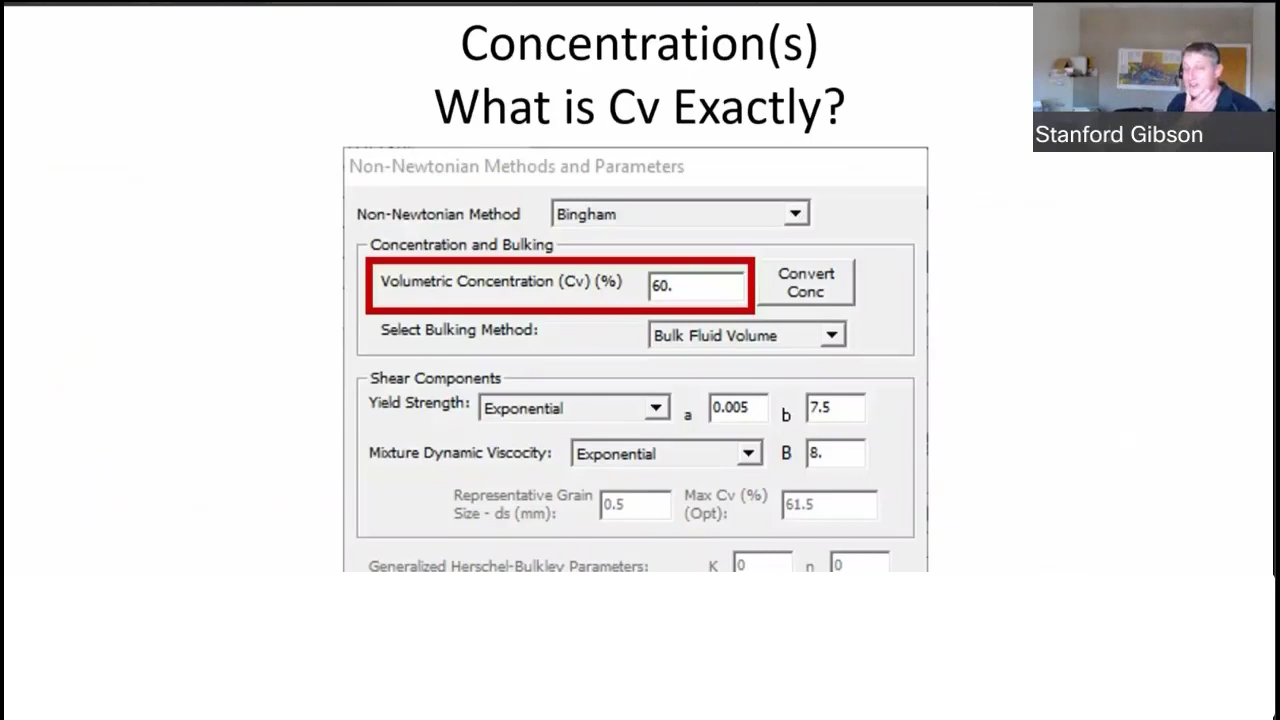 Concentration(s)
What is Cv Exactly?
Stanford Gibson
Non-Newtonian Methods and Parameters
Non-Newtonian Method Bingham
Concentration and Bulking
Volumetric Concentration (Cv) (%) 60. Convert Conc
Select Bulking Method: Bulk Fluid Volume
Shear Components
Yield Strength: Exponential a 0.005 b 7.5
Mixture Dynamic Viscocity: Exponential B 8.
Representative Grain Size - ds (mm): 0.5 Max Cv (%) (Opt): 61.5
Generalized Herschel-Bulkley Parameters: K 0 n 0